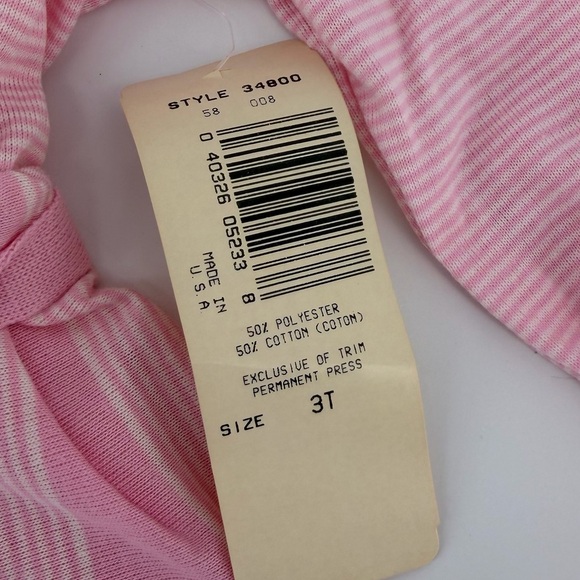 STYLE 34800
58 008
0 40326 05233 8
MADE IN
U.S.A
50% POLYESTER
50% COTTON (COTON)
EXCLUSIVE OF TRIM
PERMANENT PRESS
SIZE 3T